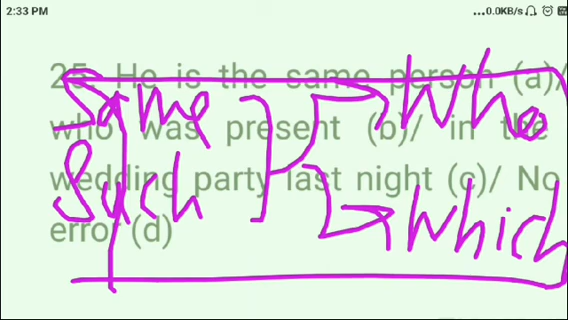 2:33 PM ...0.0KB/s
25. He is the same person (a)/
who was present (b)/ in the
wedding party last night (c)/ No
error (d)
Same
Such
Who
Which